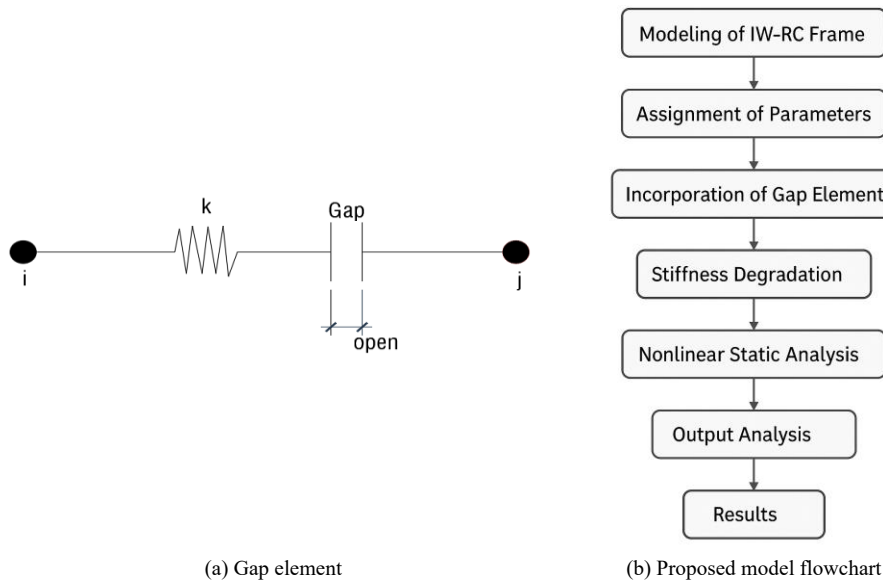 k
Gap
i
j
open
(a) Gap element
Modeling of IW-RC Frame
Assignment of Parameters
Incorporation of Gap Element
Stiffness Degradation
Nonlinear Static Analysis
Output Analysis
Results
(b) Proposed model flowchart